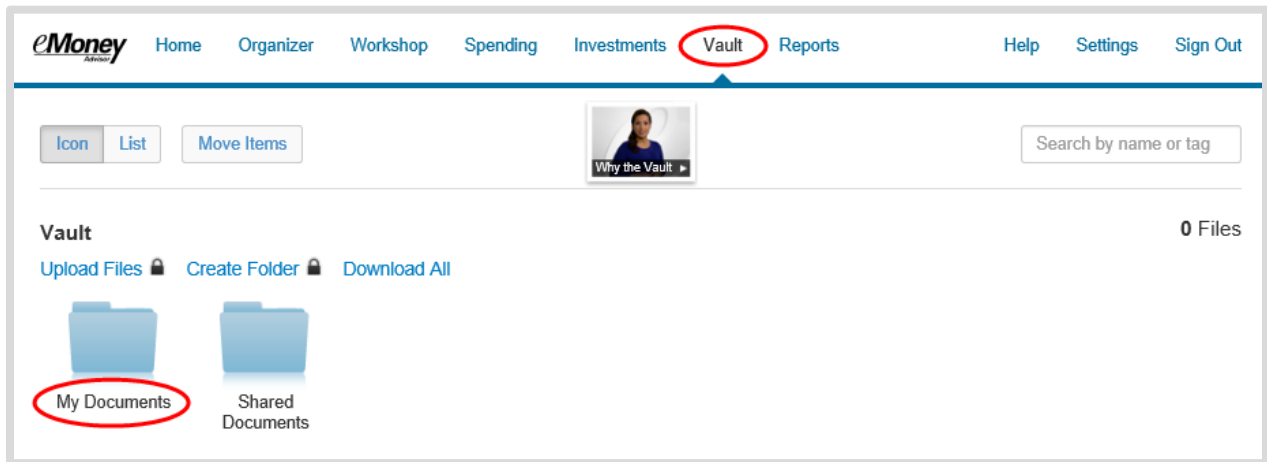 eMoney Advisor Home Organizer Workshop Spending Investments Vault Reports Help Settings Sign Out
Icon List Move Items Why the Vault Search by name or tag
Vault 0 Files
Upload Files Create Folder Download All
My Documents Shared
Documents